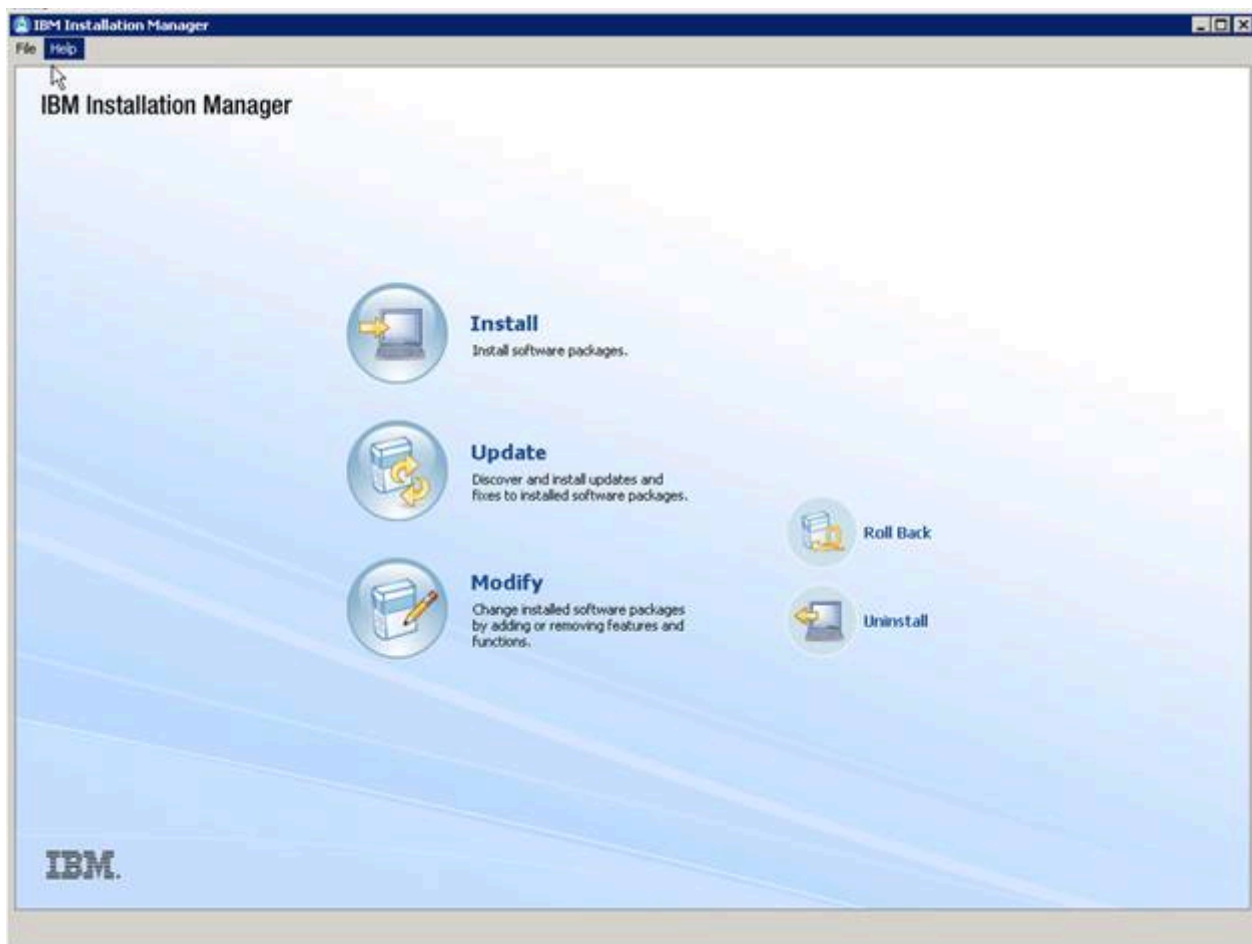 IBM Installation Manager
File Help
IBM Installation Manager
Install
Install software packages.
Update
Discover and install updates and
fixes to installed software packages.
Roll Back
Modify
Change installed software packages
by adding or removing features and
functions.
Uninstall
IBM.